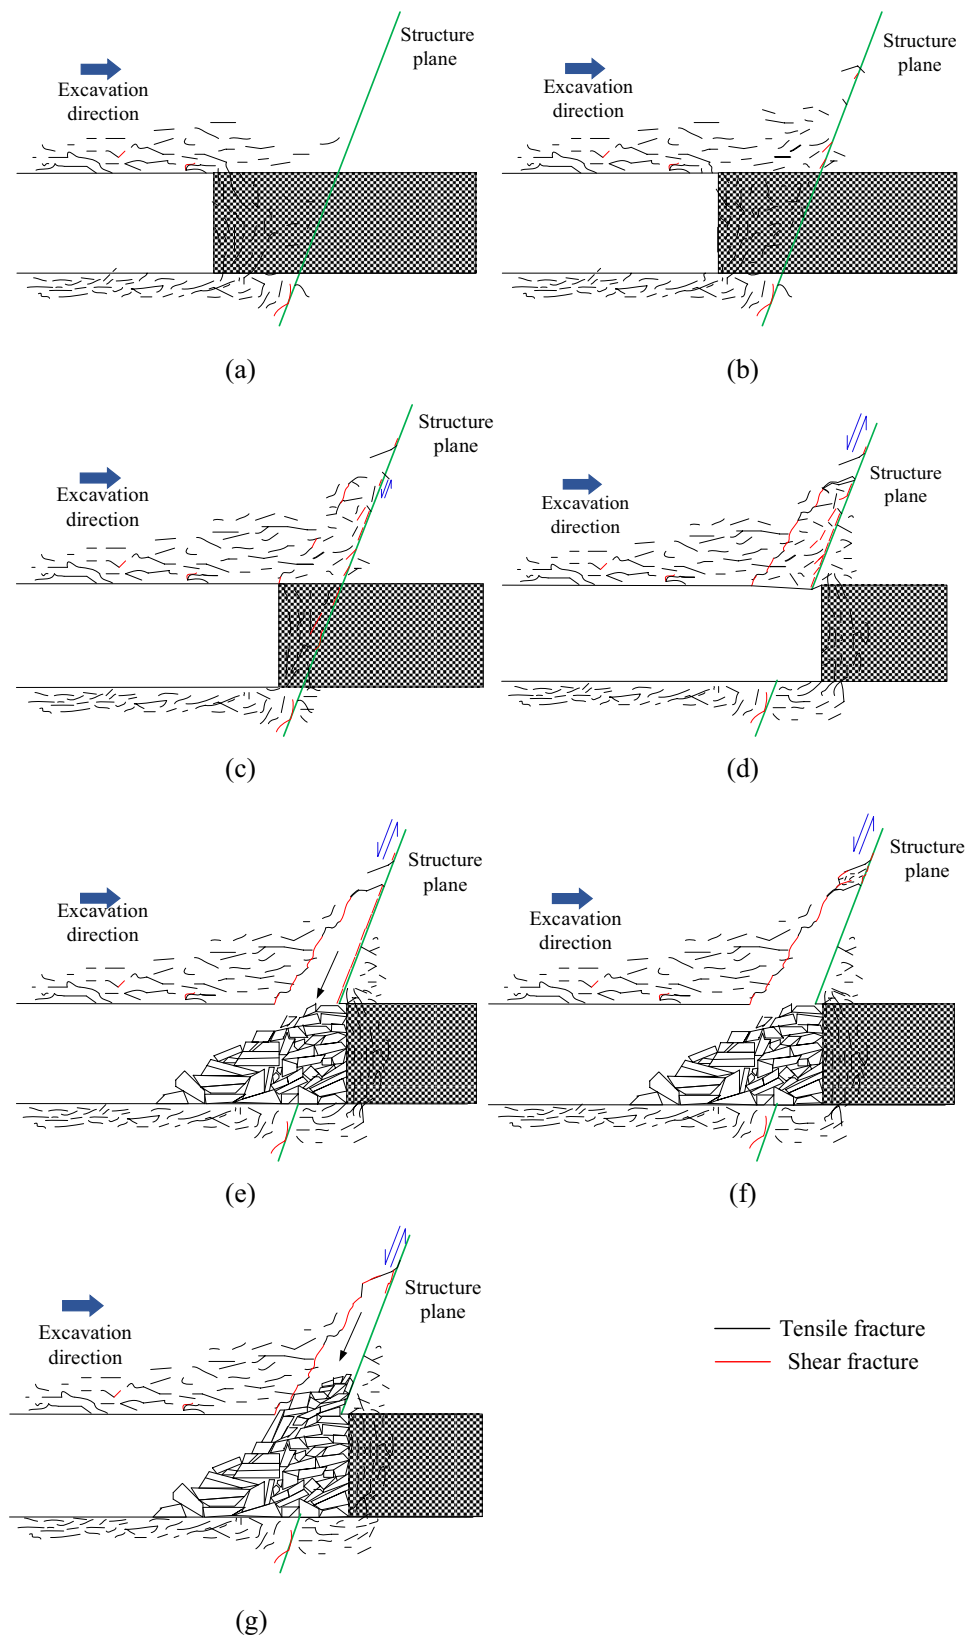 Structure
plane
Excavation
direction
(a)
Structure
plane
Excavation
direction
(b)
Structure
plane
Excavation
direction
(c)
Structure
plane
Excavation
direction
(d)
Structure
plane
Excavation
direction
(e)
Structure
plane
Excavation
direction
(f)
Structure
plane
Excavation
direction
(g)
Tensile fracture
Shear fracture